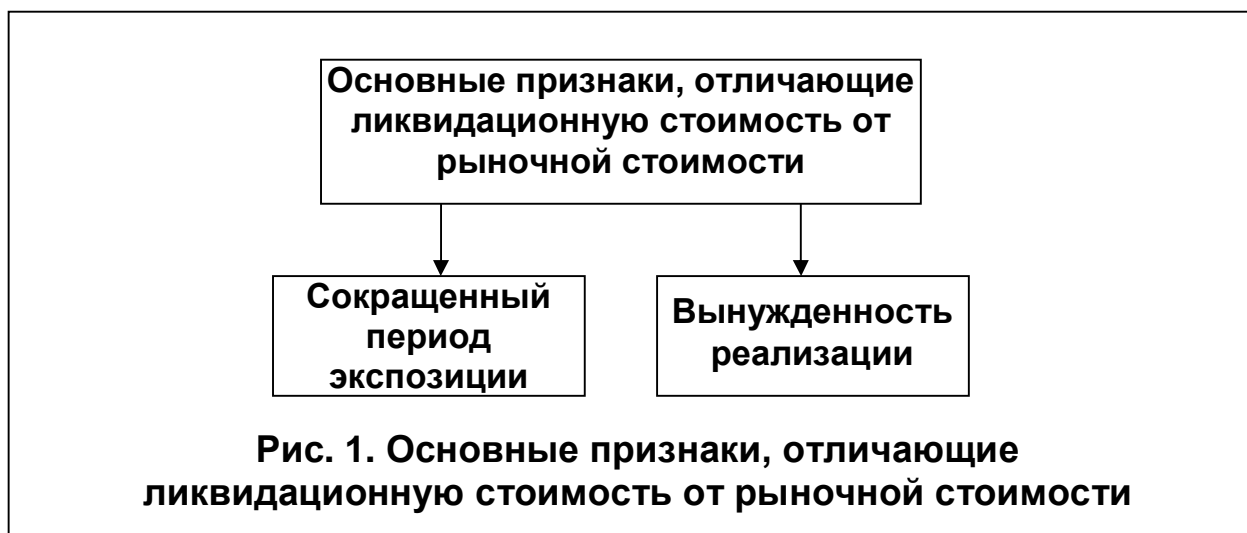 Основные признаки, отличающие
ликвидационную стоимость от
рыночной стоимости
Сокращенный
период
экспозиции
Вынужденность
реализации
Рис. 1. Основные признаки, отличающие
ликвидационную стоимость от рыночной стоимости